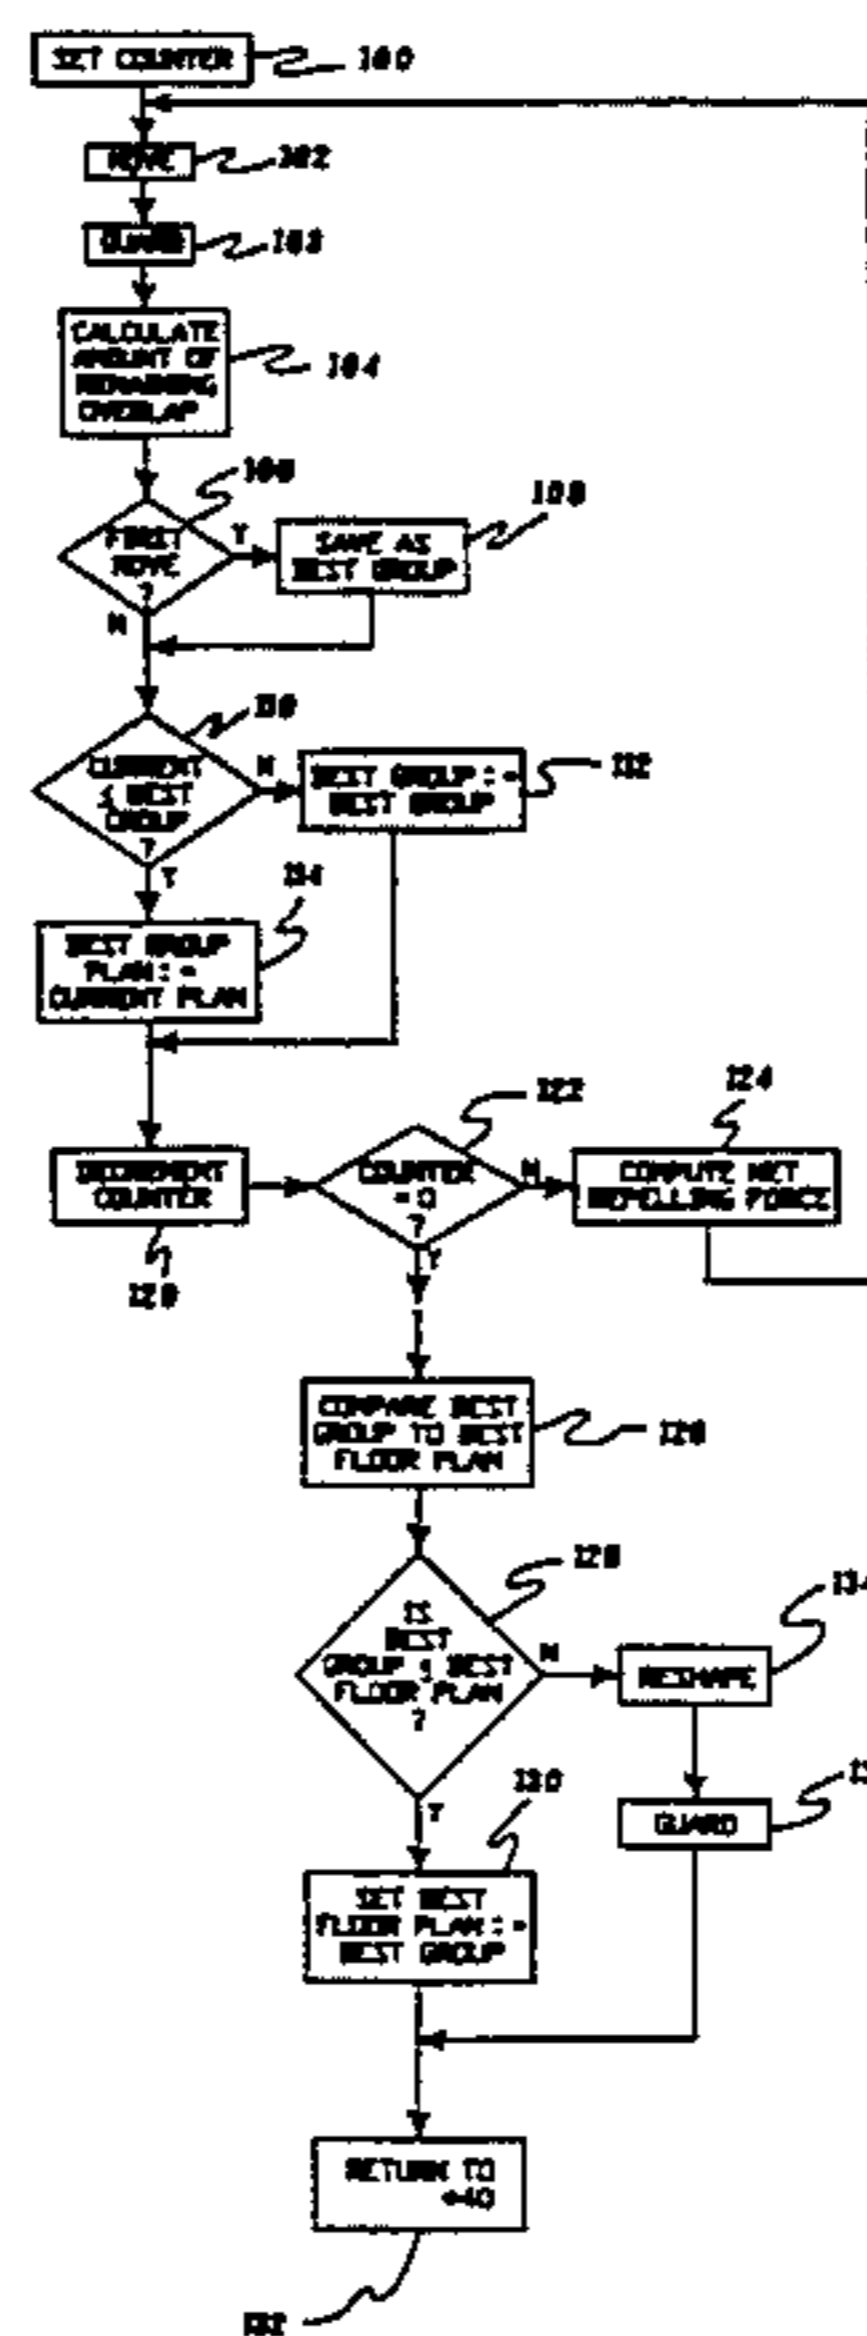 SET COUNTER
100
MOVE
102
GUARD
103
CALCULATE
AMOUNT OF
REMAINING
OVERLAP
104
FIRST
MOVE
?
Y
N
SAVE AS
BEST GROUP
108
110
CURRENT
≤ BEST
GROUP
?
N
Y
BEST GROUP :=
BEST GROUP
112
114
BEST GROUP
PLAN :=
CURRENT PLAN
DECREMENT
COUNTER
120
122
COUNTER
=0
?
N
Y
124
COMPUTE NET
REPELLING FORCE
COMPARE BEST
GROUP TO BEST
FLOOR PLAN
126
128
IS
BEST
GROUP ≤ BEST
FLOOR PLAN
?
N
Y
134
RESHAPE
GUARD
130
SET BEST
FLOOR PLAN :=
BEST GROUP
RETURN TO
*40
132